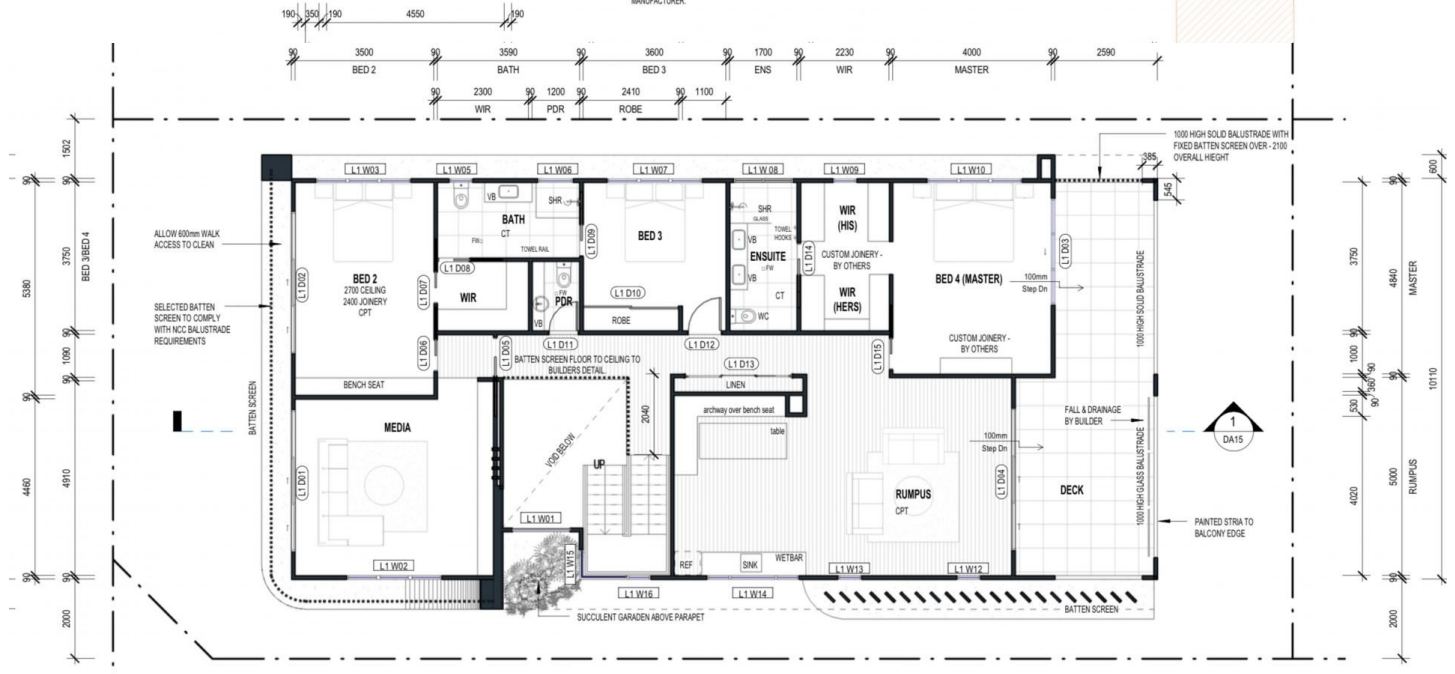 MANUFACTURER.
190 350 190 4550 190
90 3500 90 3590 90 3600 90 1700 90 2230 90 4000 90 2590
BED 2 BATH BED 3 ENS WIR MASTER
90 2300 90 1200 90 2410 90 1100
WIR PDR ROBE
1000 HIGH SOLID BALUSTRADE WITH
FIXED BATTEN SCREEN OVER - 2100
OVERALL HIEGHT
1502
385
600
545
L1 W03
L1 W05
L1 W06
L1 W07
L1 W08
L1 W09
L1 W10
ALLOW 600mm WALK
ACCESS TO CLEAN
SELECTED BATTEN
SCREEN TO COMPLY
WITH NCC BALUSTRADE
REQUIREMENTS
BATTEN SCREEN
90
3750
BED 3/BED 4
5380
90
1090
90
90
4910
4460
90
90
2000
L1 D02
BED 2
2700 CEILING
2400 JOINERY
CPT
L1 D07
L1 D06
BENCH SEAT
VB
BATH
CT
SHR
FW
TOWEL RAIL
L1 D08
WIR
FW
PDR
VB
L1 D11
L1 D05
L1 D09
BED 3
L1 D10
ROBE
L1 D12
SHR
GLASS
TOWEL
HOOKS
VB
ENSUITE
VB
FW
CT
WC
L1 D14
WIR
(HIS)
CUSTOM JOINERY -
BY OTHERS
WIR
(HERS)
L1 D15
BED 4 (MASTER)
CUSTOM JOINERY -
BY OTHERS
L1 D03
100mm
Step Dn
1000 HIGH SOLID BALUSTRADE
BATTEN SCREEN FLOOR TO CEILING TO
BUILDERS DETAIL.
L1 D13
LINEN
MEDIA
L1 D01
L1 W02
VOID BELOW
UP
2040
L1 W01
L1 W15
L1 W16
archway over bench seat
table
REF
SINK
WETBAR
L1 W14
L1 W13
L1 W12
RUMPUS
CPT
L1 D04
100mm
Step Dn
DECK
FALL & DRAINAGE
BY BUILDER
1000 HIGH GLASS BALUSTRADE
PAINTED STRIA TO
BALCONY EDGE
1
DA15
BATTEN SCREEN
SUCCULENT GARADEN ABOVE PARAPET
90
3750
4840
MASTER
90
1000
90
360
90
530
90
10110
4020
5000
RUMPUS
90
90
2000
2000